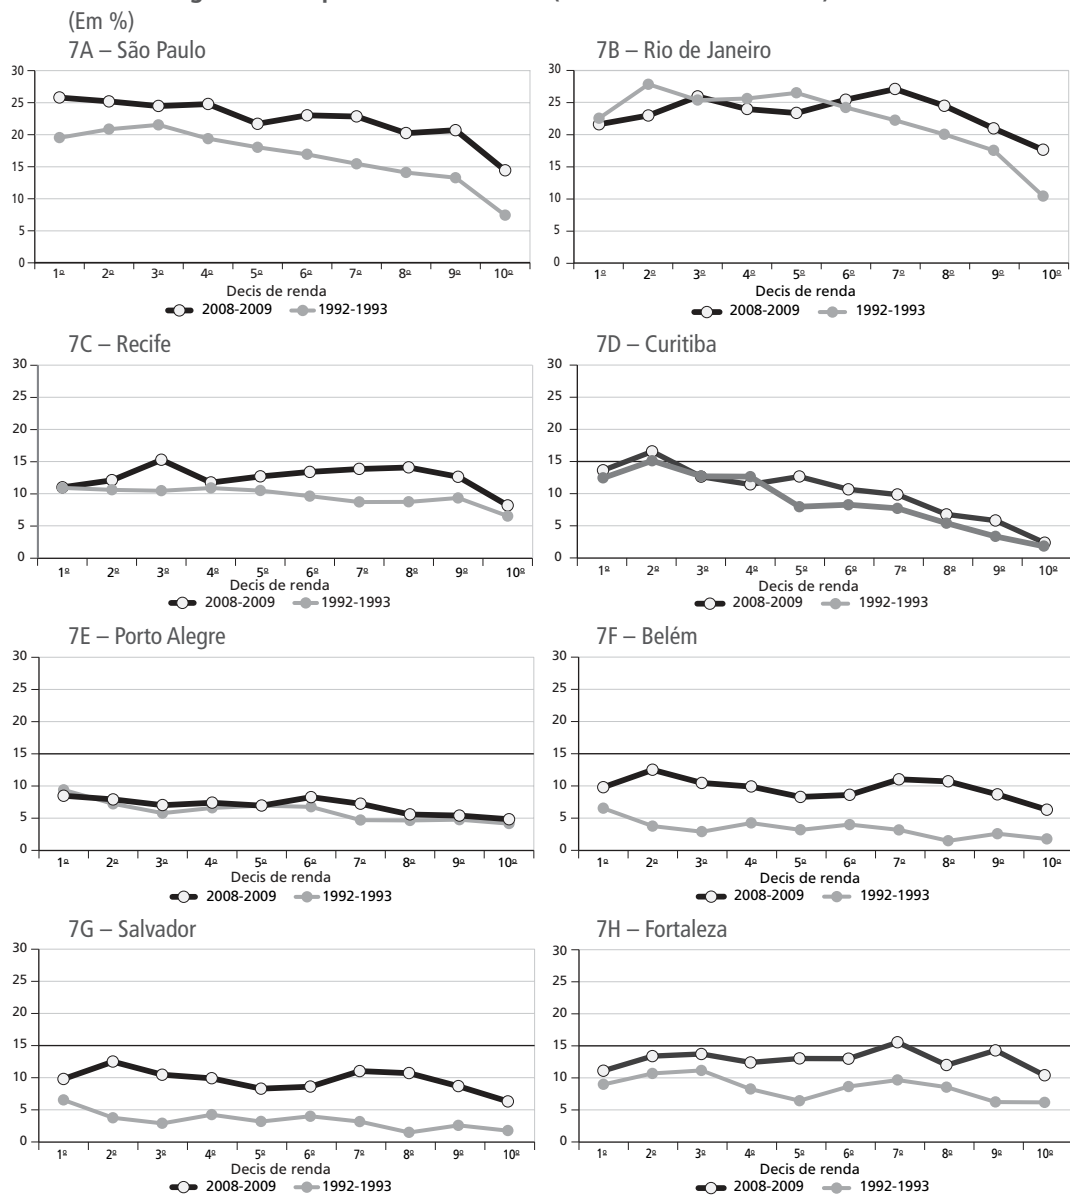 (Em %)
7A – São Paulo
30
25
20
15
10
5
0
1º 2º 3º 4º 5º 6º 7º 8º 9º 10º
Decis de renda
2008-2009 1992-1993
7B – Rio de Janeiro
30
25
20
15
10
5
0
1º 2º 3º 4º 5º 6º 7º 8º 9º 10º
Decis de renda
2008-2009 1992-1993
7C – Recife
30
25
20
15
10
5
0
1º 2º 3º 4º 5º 6º 7º 8º 9º 10º
Decis de renda
2008-2009 1992-1993
7D – Curitiba
30
25
20
15
10
5
0
1º 2º 3º 4º 5º 6º 7º 8º 9º 10º
Decis de renda
2008-2009 1992-1993
7E – Porto Alegre
30
25
20
15
10
5
0
1º 2º 3º 4º 5º 6º 7º 8º 9º 10º
Decis de renda
2008-2009 1992-1993
7F – Belém
30
25
20
15
10
5
0
1º 2º 3º 4º 5º 6º 7º 8º 9º 10º
Decis de renda
2008-2009 1992-1993
7G – Salvador
30
25
20
15
10
5
0
1º 2º 3º 4º 5º 6º 7º 8º 9º 10º
Decis de renda
2008-2009 1992-1993
7H – Fortaleza
30
25
20
15
10
5
0
1º 2º 3º 4º 5º 6º 7º 8º 9º 10º
Decis de renda
2008-2009 1992-1993